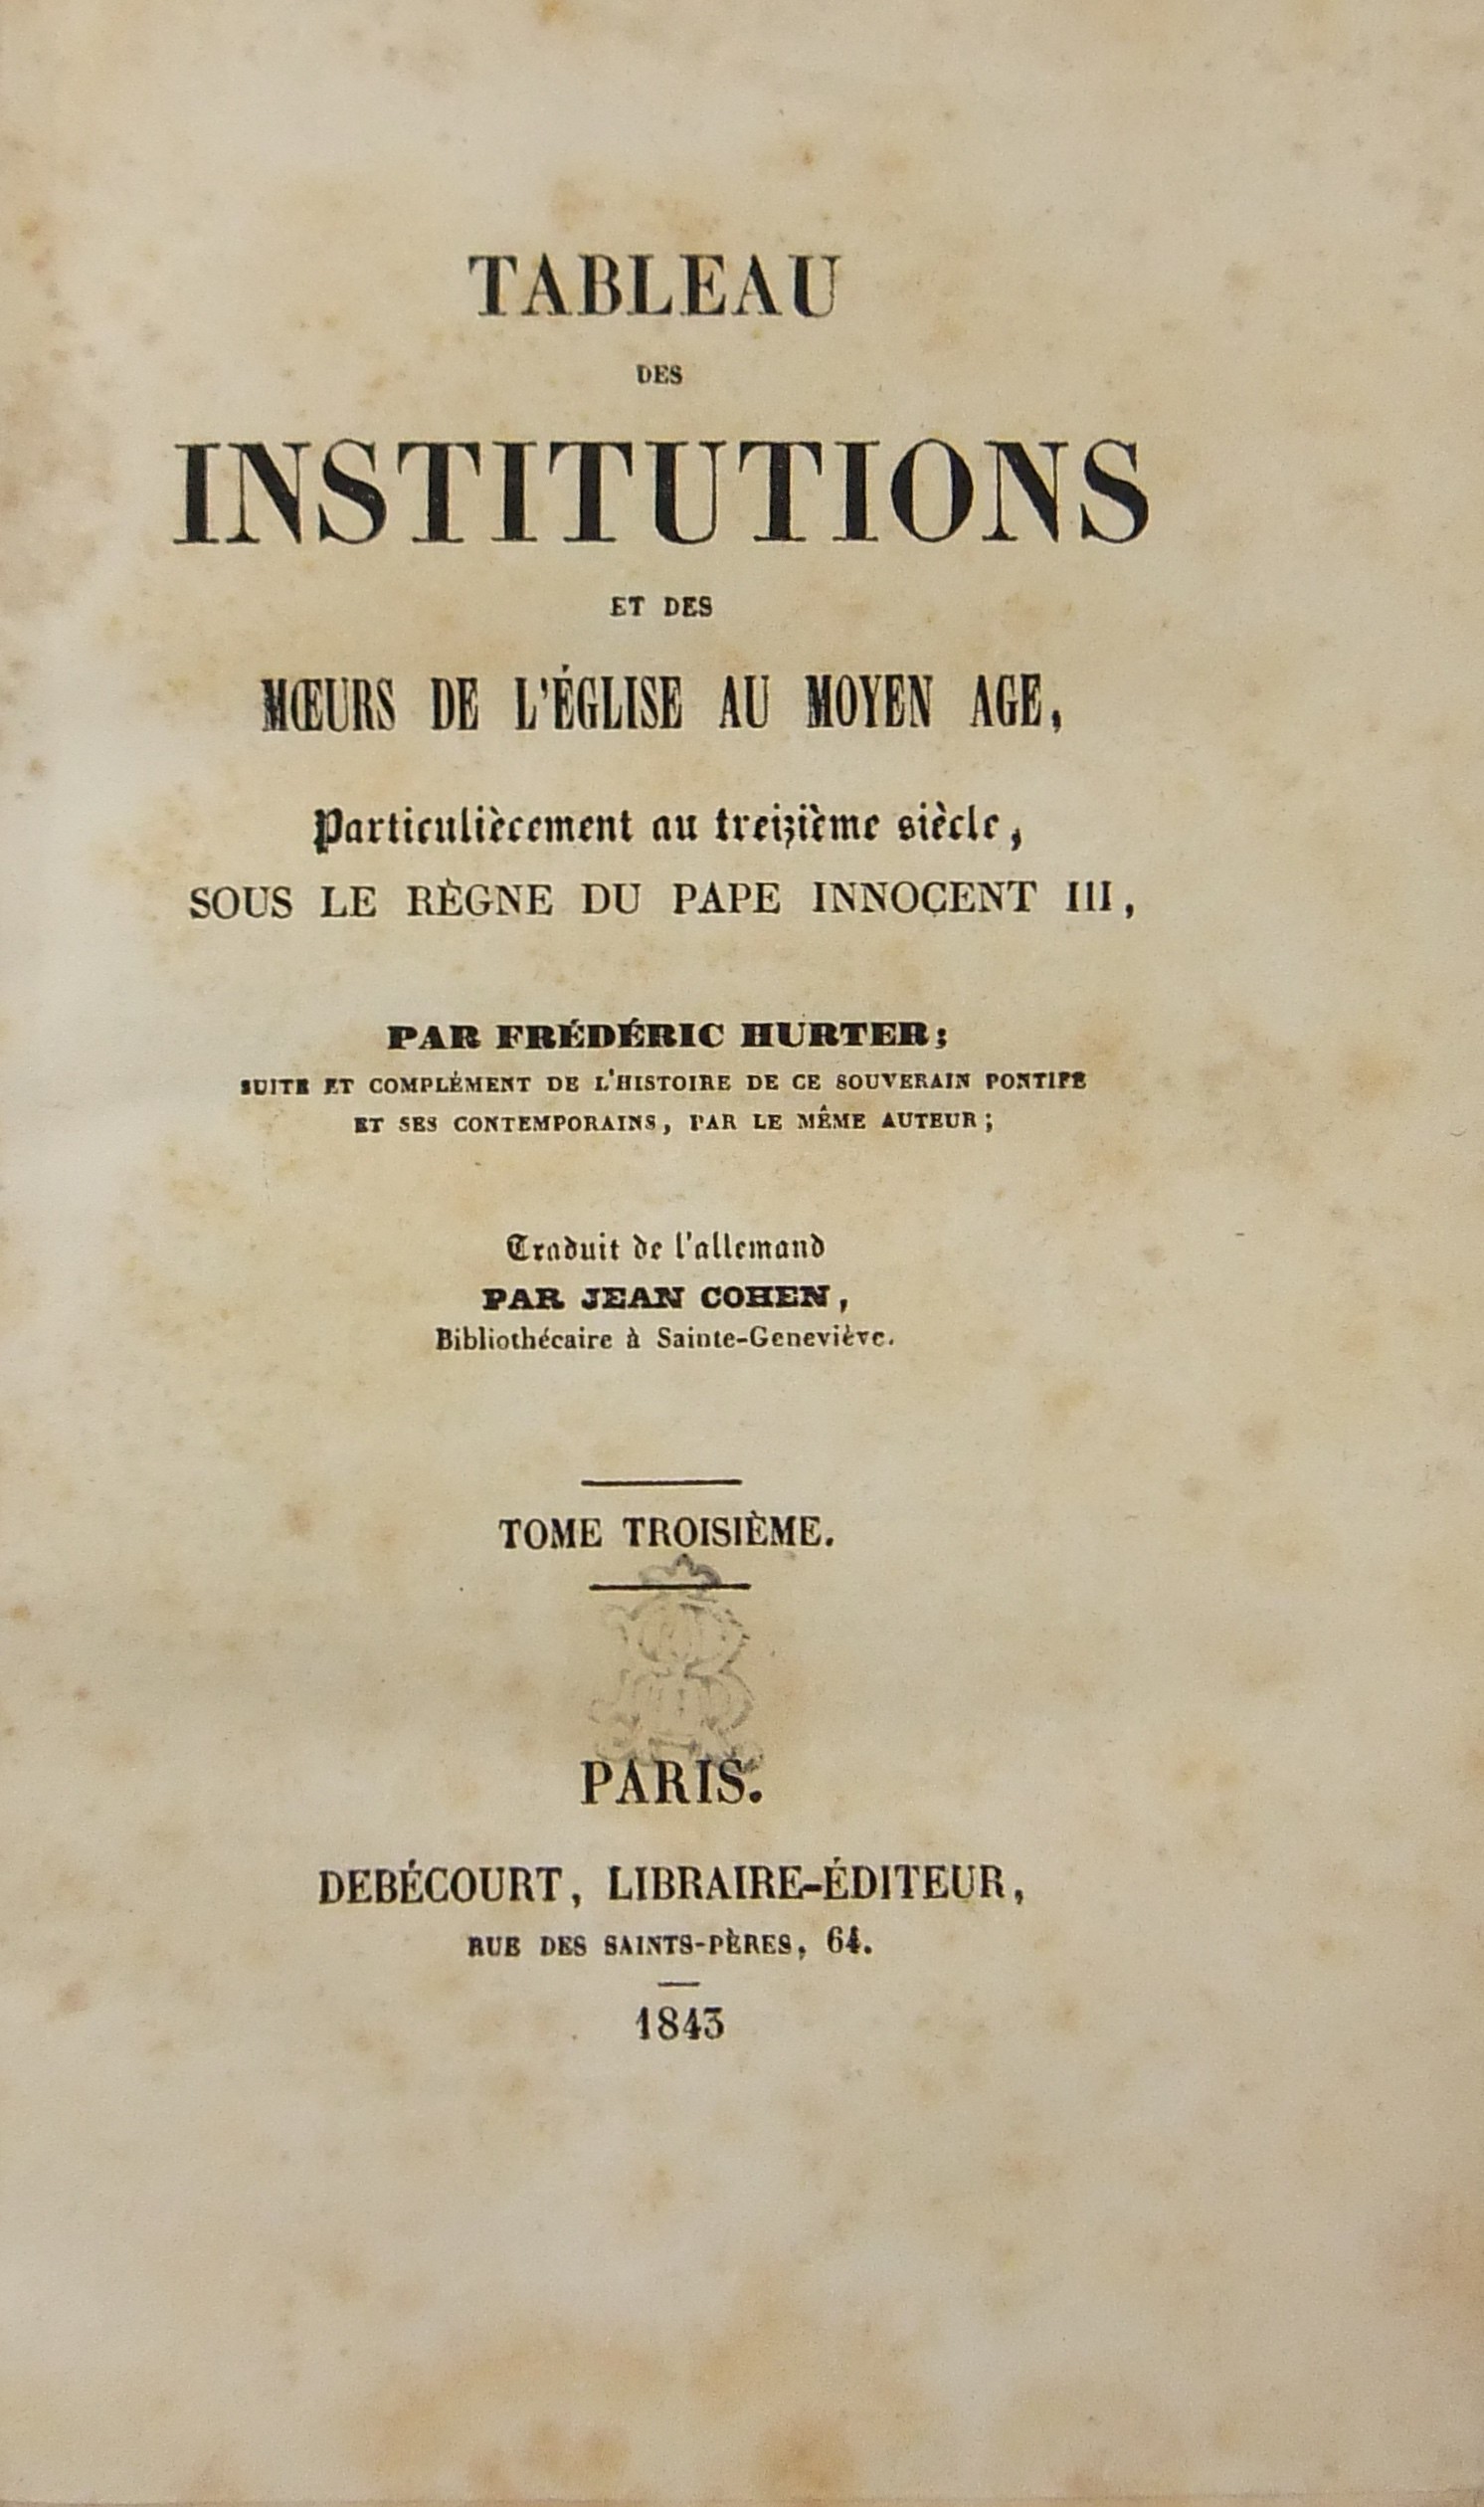 TABLEAU
DES
INSTITUTIONS
ET DES
MŒURS DE L'ÉGLISE AU MOYEN AGE,
Particulièrement au treizième siècle,
SOUS LE RÈGNE DU PAPE INNOCENT III,
PAR FRÉDÉRIC HURTER;
SUITE ET COMPLÉMENT DE L'HISTOIRE DE CE SOUVERAIN PONTIFE
ET SES CONTEMPORAINS, PAR LE MÊME AUTEUR;
Traduit de l'allemand
PAR JEAN COHEN,
Bibliothécaire à Sainte-Geneviève.
TOME TROISIÈME.
PARIS.
DEBÉCOURT, LIBRAIRE-ÉDITEUR,
RUE DES SAINTS-PÈRES, 64.
1843